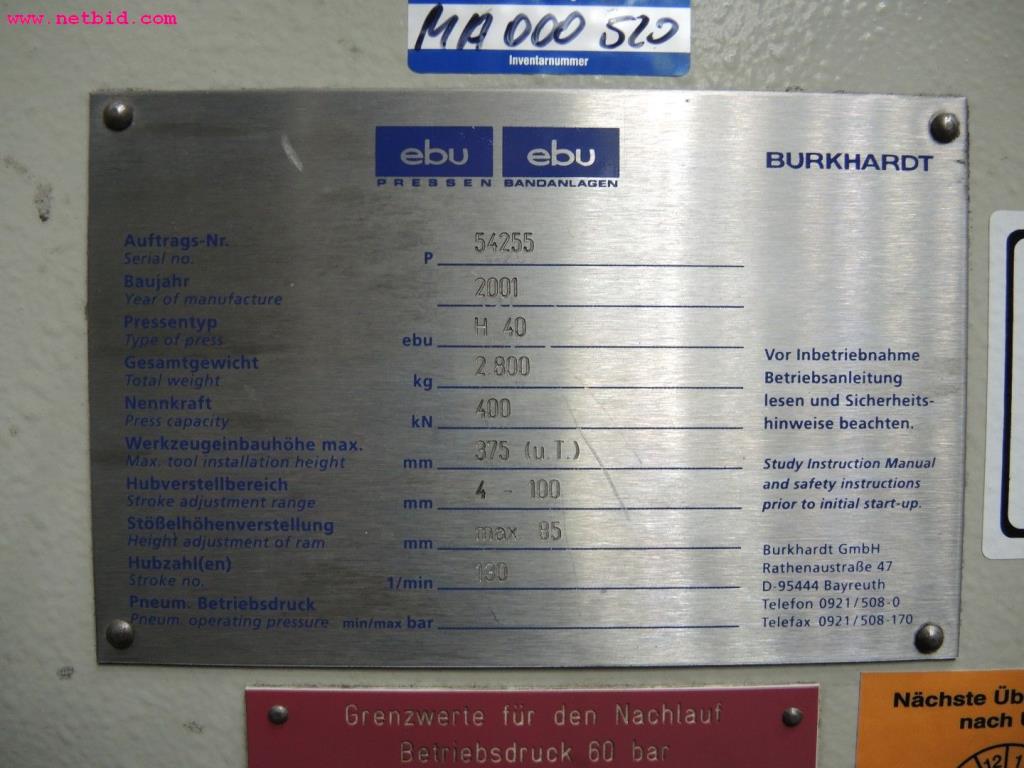 www.netbid.com
MA 000 520
Inventarnummer
ebu ebu BURKHARDT
PRESSEN BANDANLAGEN
Auftrags-Nr.
Serial no. P 54255
Baujahr
Year of manufacture 2001
Pressentyp
Type of press ebu H 40
Gesamtgewicht
Total weight kg 2.800
Nennkraft
Press capacity kN 400
Werkzeugeinbauhöhe max.
Max. tool installation height mm 375 (u.T.)
Hubverstellbereich
Stroke adjustment range mm 4 - 100
Stößelhöhenverstellung
Height adjustment of ram mm max 85
Hubzahl(en)
Stroke no. 1/min
Pneum. Betriebsdruck
Pneum. operating pressure min/max bar
Vor Inbetriebnahme
Betriebsanleitung
lesen und Sicherheits-
hinweise beachten.
Study Instruction Manual
and safety instructions
prior to initial start-up.
Burkhardt GmbH
Rathenaustraße 47
D-95444 Bayreuth
Telefon 0921/508-0
Telefax 0921/508-170
Grenzwerte für den Nachlauf
Betriebsdruck 60 bar
Nächste Üb
nach
12 1